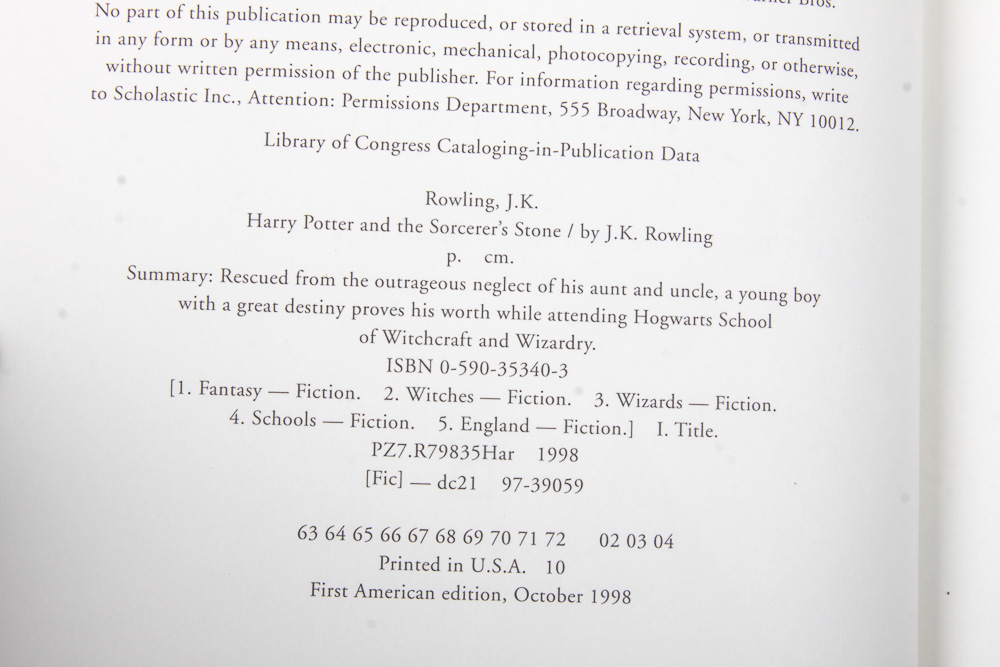 Bros.
No part of this publication may be reproduced, or stored in a retrieval system, or transmitted
in any form or by any means, electronic, mechanical, photocopying, recording, or otherwise,
without written permission of the publisher. For information regarding permissions, write
to Scholastic Inc., Attention: Permissions Department, 555 Broadway, New York, NY 10012.
Library of Congress Cataloging-in-Publication Data
Rowling, J.K.
Harry Potter and the Sorcerer's Stone / by J.K. Rowling
p. cm.
Summary: Rescued from the outrageous neglect of his aunt and uncle, a young boy
with a great destiny proves his worth while attending Hogwarts School
of Witchcraft and Wizardry.
ISBN 0-590-35340-3
[1. Fantasy — Fiction. 2. Witches — Fiction. 3. Wizards — Fiction.
4. Schools — Fiction. 5. England — Fiction.] I. Title.
PZ7.R79835Har 1998
[Fic] — dc21 97-39059
63 64 65 66 67 68 69 70 71 72 02 03 04
Printed in U.S.A. 10
First American edition, October 1998